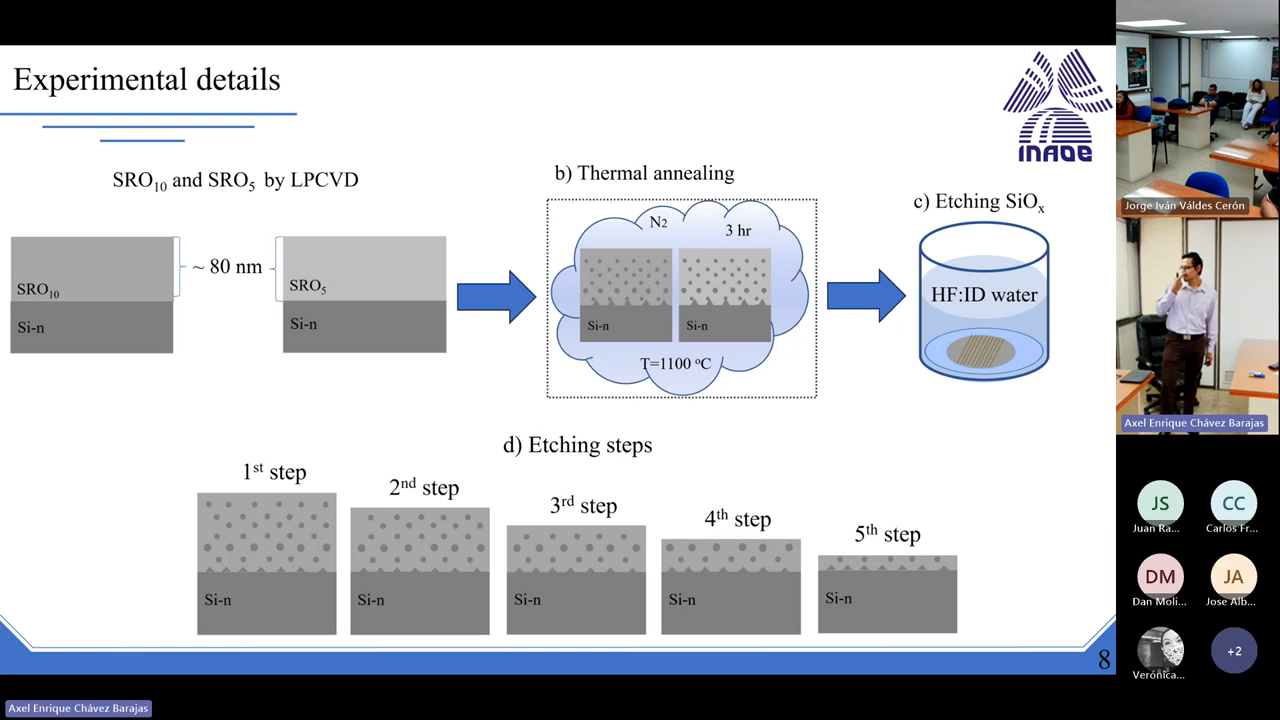 Experimental details
INAOE
SRO10 and SRO5 by LPCVD
SRO10
Si-n
~ 80 nm
SRO5
Si-n
b) Thermal annealing
N2
3 hr
Si-n
Si-n
T=1100 °C
c) Etching SiOx
HF:ID water
d) Etching steps
1st step
Si-n
2nd step
Si-n
3rd step
Si-n
4th step
Si-n
5th step
Si-n
8
Jorge Iván Váldes Cerón
Axel Enrique Chávez Barajas
JS
Juan Ra...
CC
Carlos Fr...
DM
Dan Moli...
JA
Jose Alb...
Verónica...
+2
Axel Enrique Chávez Barajas